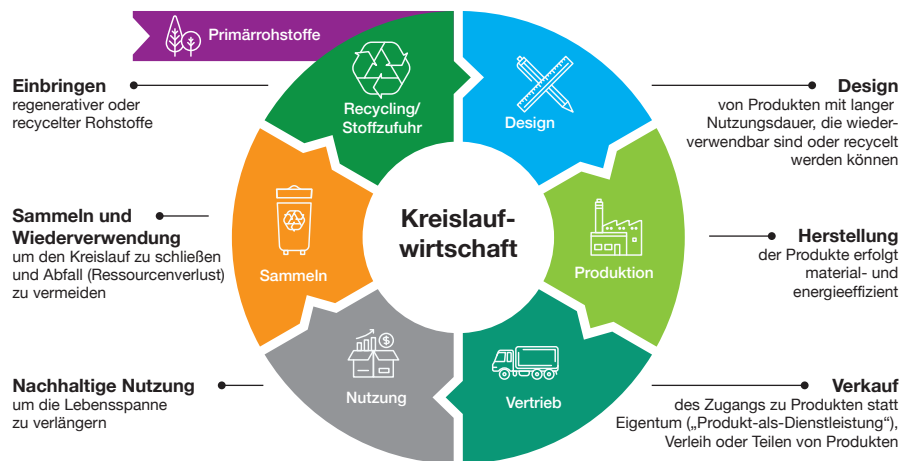 Primärrohstoffe
Recycling/
Stoffzufuhr
Design
Produktion
Vertrieb
Nutzung
Sammeln
Kreislauf-
wirtschaft
Einbringen
regenerativer oder
recycelter Rohstoffe
Sammeln und
Wiederverwendung
um den Kreislauf zu schließen
und Abfall (Ressourcenverlust)
zu vermeiden
Nachhaltige Nutzung
um die Lebensspanne
zu verlängern
Design
von Produkten mit langer
Nutzungsdauer, die wieder-
verwendbar sind oder recycelt
werden können
Herstellung
der Produkte erfolgt
material- und
energieeffizient
Verkauf
des Zugangs zu Produkten statt
Eigentum („Produkt-als-Dienstleistung“),
Verleih oder Teilen von Produkten